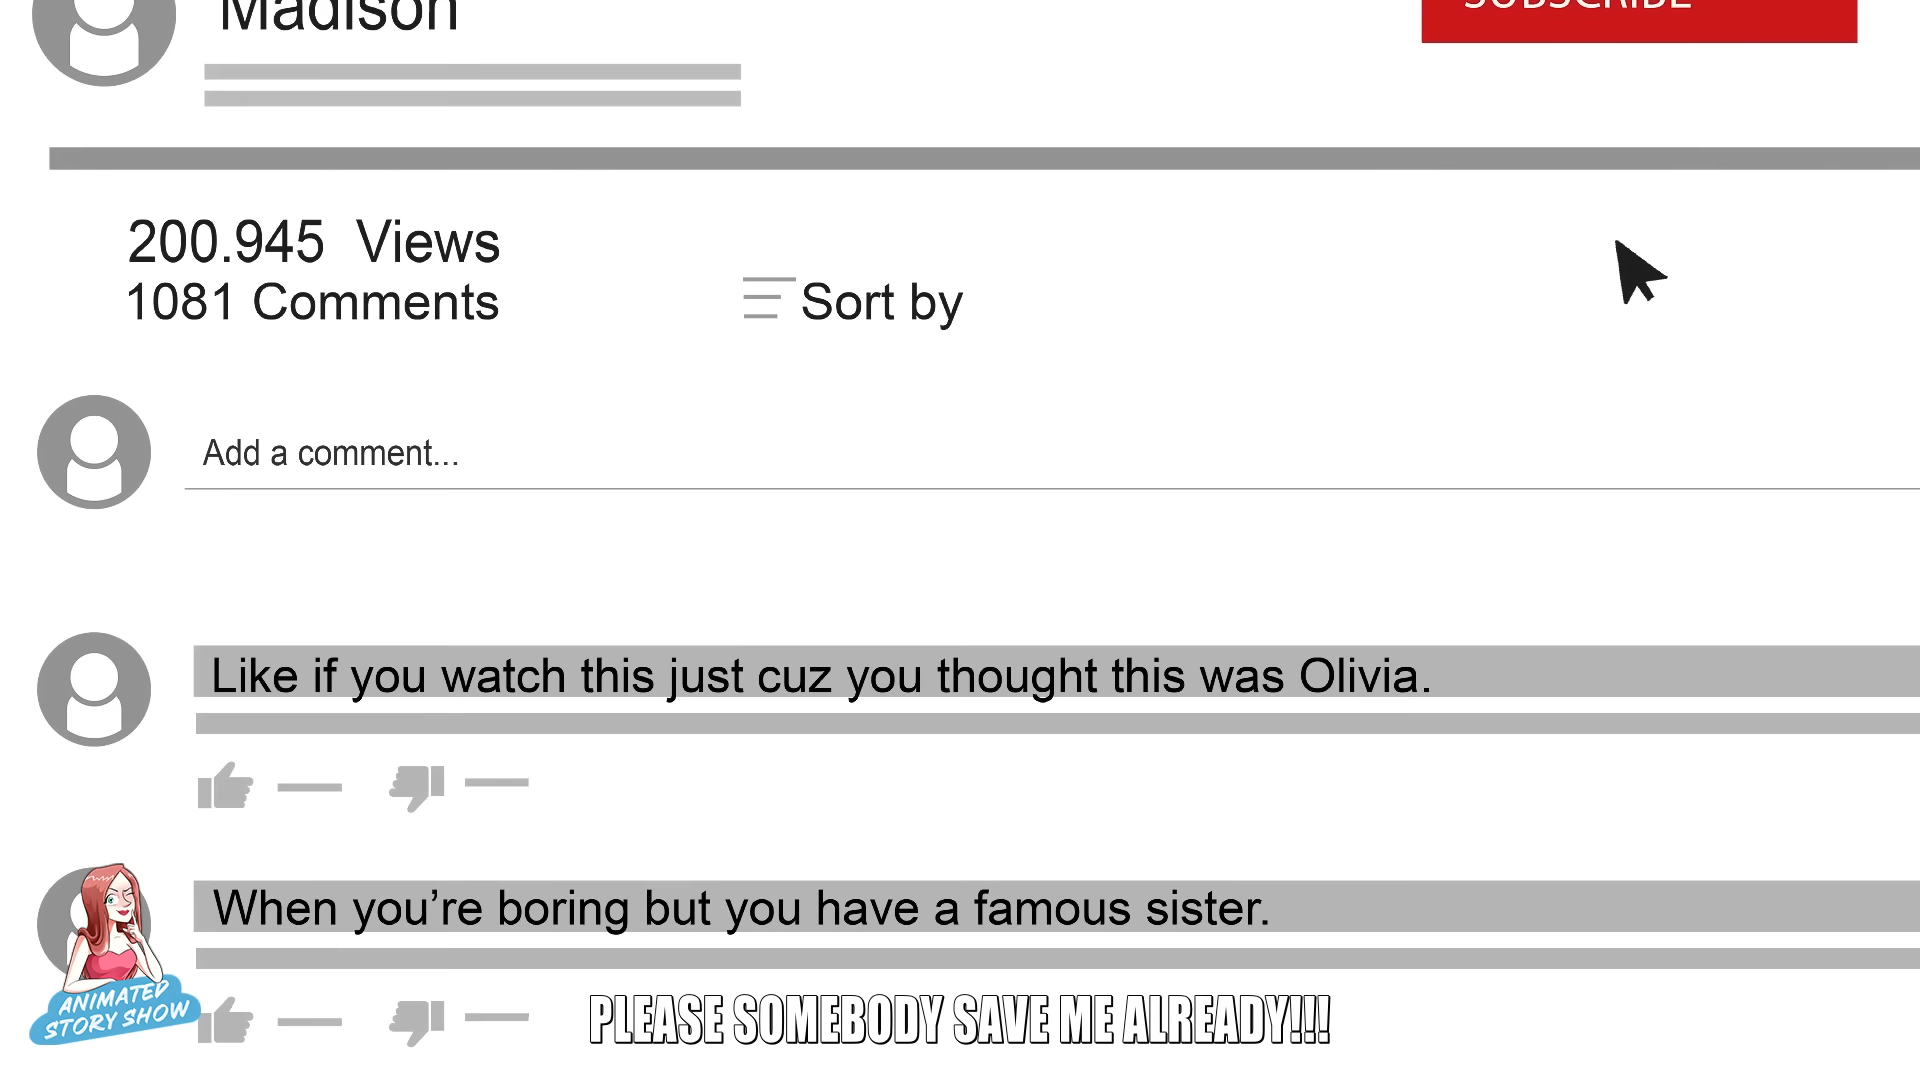 Madison
SUBSCRIBE
200.945 Views
1081 Comments
Sort by
Add a comment...
Like if you watch this just cuz you thought this was Olivia.
When you’re boring but you have a famous sister.
ANIMATED
STORY SHOW
PLEASE SOMEBODY SAVE ME ALREADY!!!